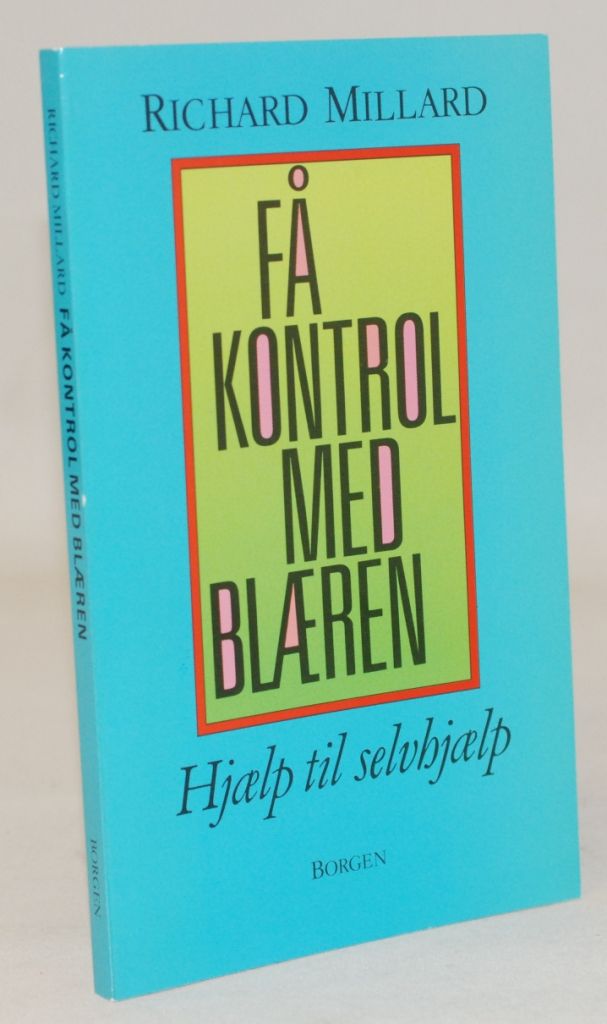 RICHARD MILLARD
FÅ
KONTROL
MED
BLÆREN
Hjælp til selvhjælp
BORGEN
RICHARD MILLARD FÅ KONTROL MED BLÆREN
BORGEN